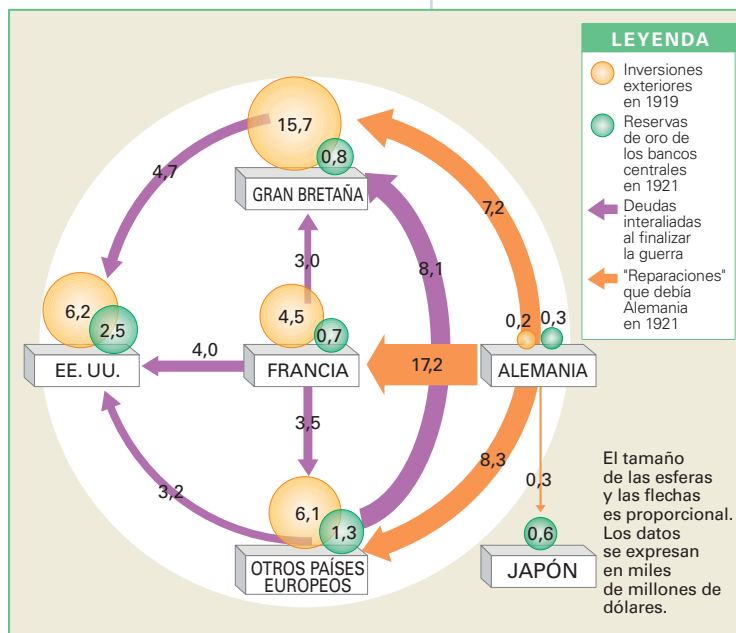 LEYENDA
Inversiones
exteriores
en 1919
Reservas
de oro de
los bancos
centrales
en 1921
Deudas
interaliadas
al finalizar
la guerra
"Reparaciones"
que debía
Alemania
en 1921
15,7
0,8
GRAN BRETAÑA
4,7
7,2
3,0
8,1
6,2
2,5
EE. UU.
4,0
4,5
0,7
FRANCIA
17,2
0,2
0,3
ALEMANIA
3,5
3,2
8,3
0,3
6,1
1,3
OTROS PAÍSES
EUROPEOS
0,6
JAPÓN
El tamaño
de las esferas
y las flechas
es proporcional.
Los datos
se expresan
en miles
de millones de
dólares.